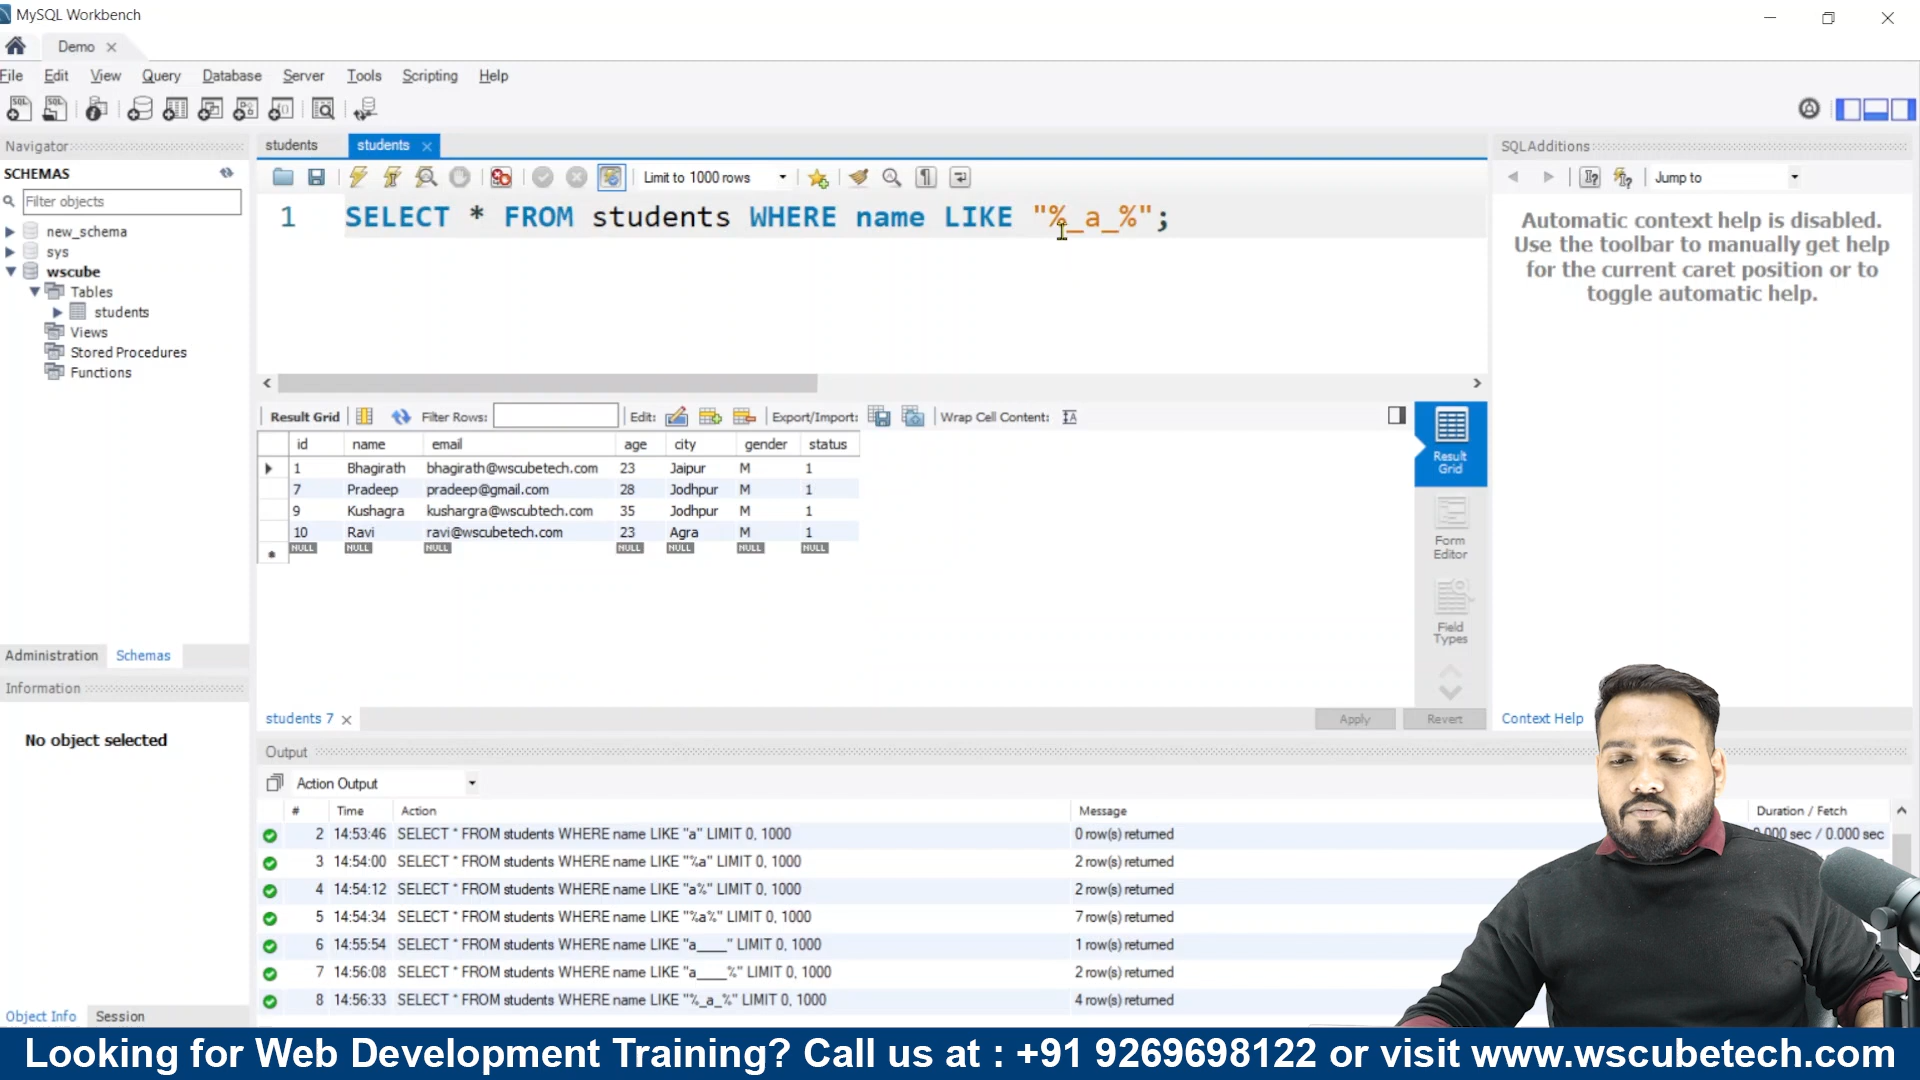 MySQL Workbench
Demo
File Edit View Query Database Server Tools Scripting Help
Navigator
SCHEMAS
Filter objects
new_schema
sys
wscube
Tables
students
Views
Stored Procedures
Functions
Administration Schemas
Information
No object selected
Object Info Session
students students
Limit to 1000 rows
1 SELECT * FROM students WHERE name LIKE "%_a_%";
Result Grid Filter Rows: Edit: Export/Import: Wrap Cell Content:
id name email age city gender status
1 Bhagirath bhagirath@wscubetech.com 23 Jaipur M 1
7 Pradeep pradeep@gmail.com 28 Jodhpur M 1
9 Kushagra kushargra@wscubtech.com 35 Jodhpur M 1
10 Ravi ravi@wscubetech.com 23 Agra M 1
NULL NULL NULL NULL NULL NULL NULL
Result
Grid
Form
Editor
Field
Types
students 7
Apply Revert
SQLAdditions
Jump to
Automatic context help is disabled.
Use the toolbar to manually get help
for the current caret position or to
toggle automatic help.
Context Help
Output
Action Output
# Time Action Message Duration / Fetch
2 14:53:46 SELECT * FROM students WHERE name LIKE "a" LIMIT 0, 1000 0 row(s) returned 0.000 sec / 0.000 sec
3 14:54:00 SELECT * FROM students WHERE name LIKE "%a" LIMIT 0, 1000 2 row(s) returned
4 14:54:12 SELECT * FROM students WHERE name LIKE "a%" LIMIT 0, 1000 2 row(s) returned
5 14:54:34 SELECT * FROM students WHERE name LIKE "%a%" LIMIT 0, 1000 7 row(s) returned
6 14:55:54 SELECT * FROM students WHERE name LIKE "a____" LIMIT 0, 1000 1 row(s) returned
7 14:56:08 SELECT * FROM students WHERE name LIKE "a____%" LIMIT 0, 1000 2 row(s) returned
8 14:56:33 SELECT * FROM students WHERE name LIKE "%_a_%" LIMIT 0, 1000 4 row(s) returned
Looking for Web Development Training? Call us at : +91 9269698122 or visit www.wscubetech.com